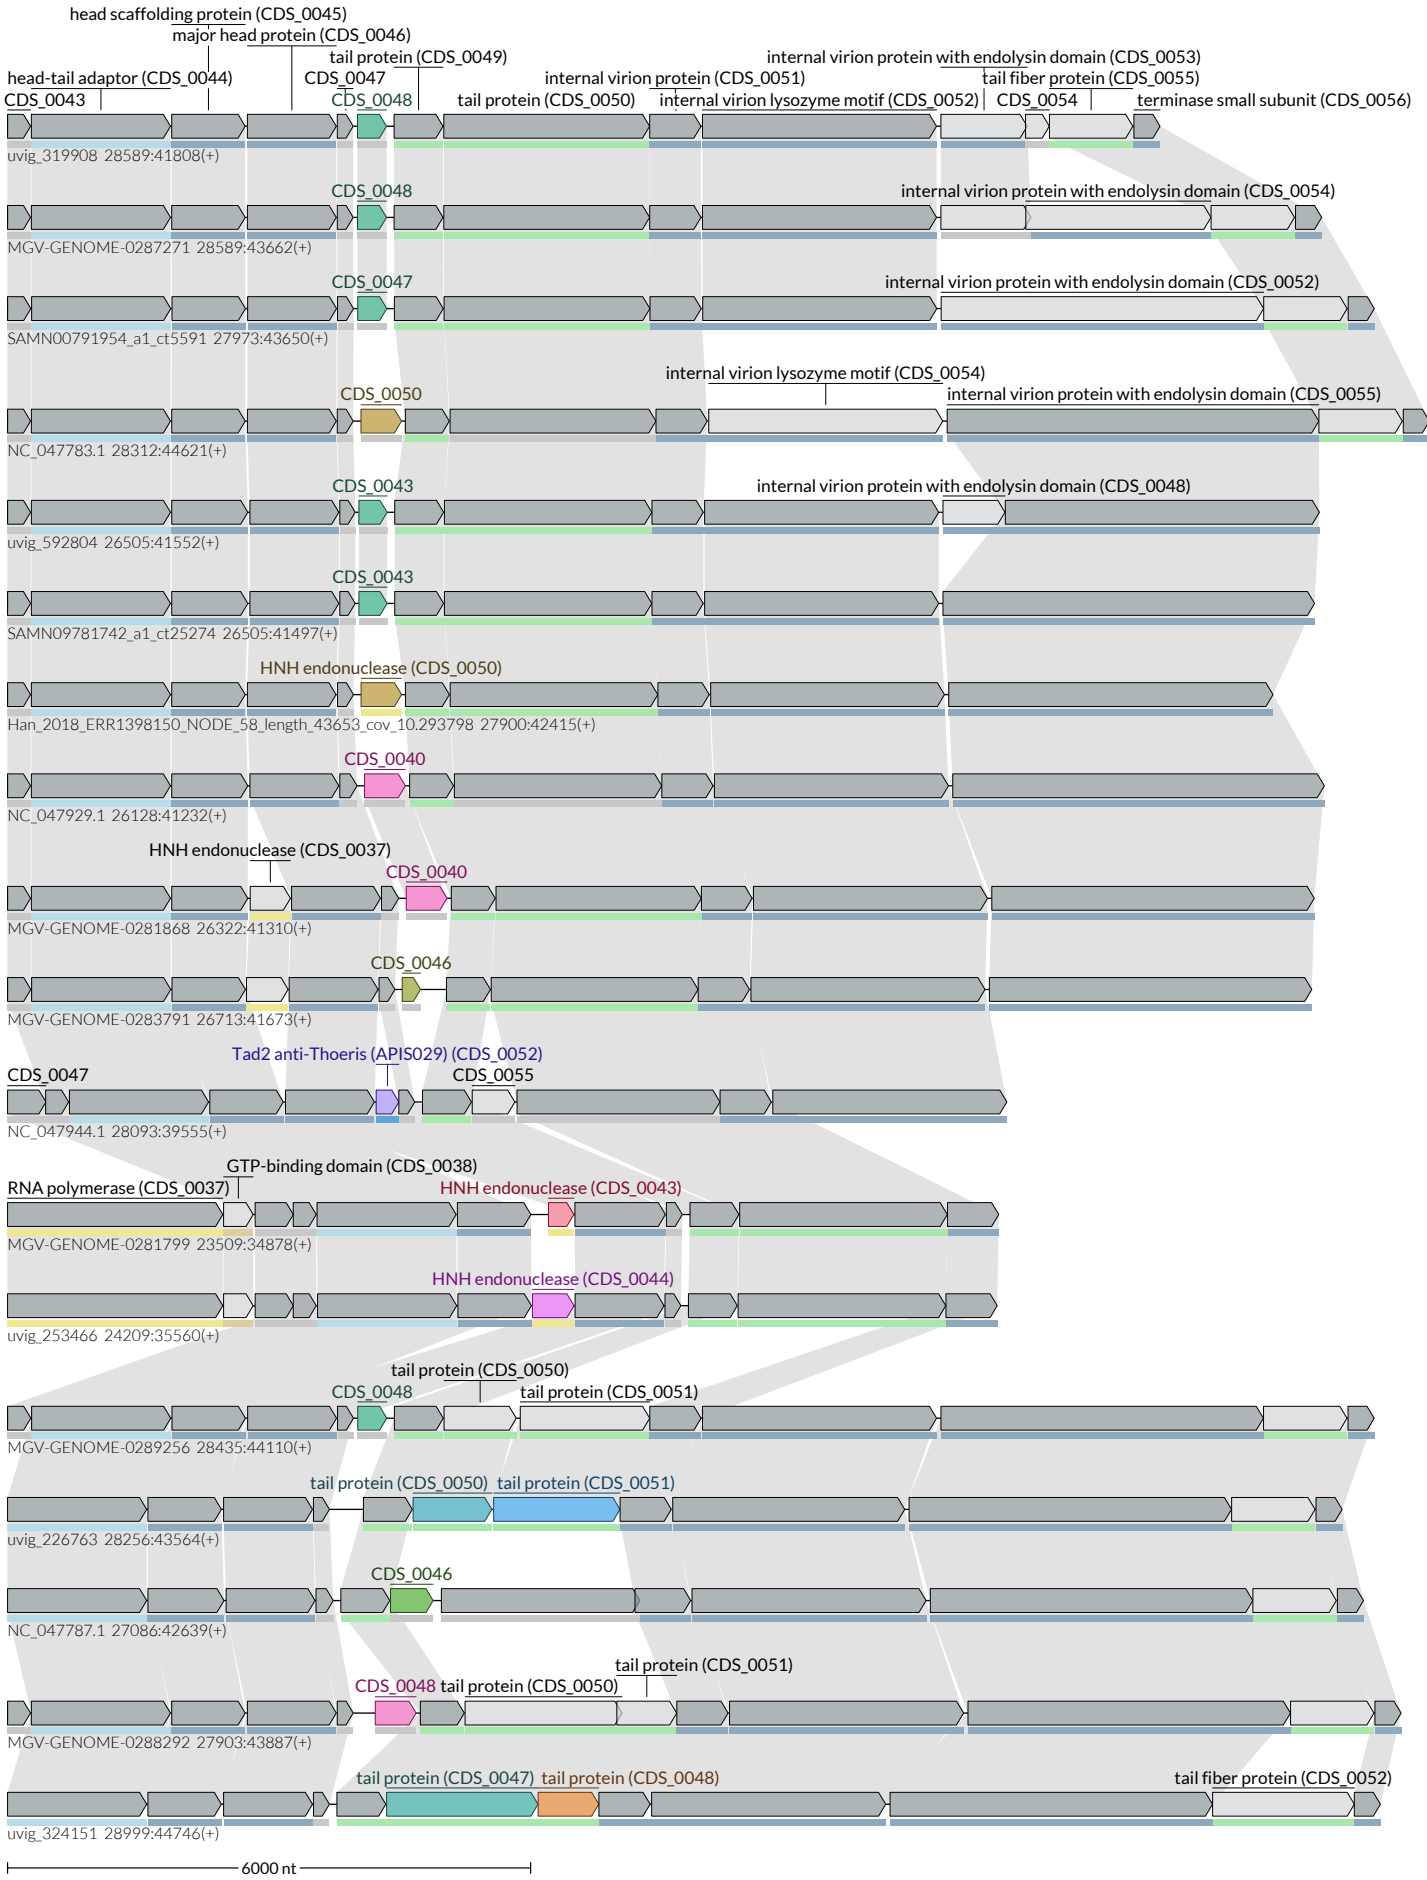 head scaffolding protein (CDS_0045)
major head protein (CDS_0046)
tail protein (CDS_0049)
internal virion protein with endolysin domain (CDS_0053)
head-tail adaptor (CDS_0044)
CDS_0047
internal virion protein (CDS_0051)
tail fiber protein (CDS_0055)
CDS_0043
CDS_0048
tail protein (CDS_0050)
internal virion lysozyme motif (CDS_0052)
CDS_0054
terminase small subunit (CDS_0056)
uvig_319908 28589:41808(+)
CDS_0048
internal virion protein with endolysin domain (CDS_0054)
MGV-GENOME-0287271 28589:43662(+)
CDS_0047
internal virion protein with endolysin domain (CDS_0052)
SAMN00791954_a1_ct5591 27973:43650(+)
internal virion lysozyme motif (CDS_0054)
CDS_0050
internal virion protein with endolysin domain (CDS_0055)
NC_047783.1 28312:44621(+)
CDS_0043
internal virion protein with endolysin domain (CDS_0048)
uvig_592804 26505:41552(+)
CDS_0043
SAMN09781742_a1_ct25274 26505:41497(+)
HNH endonuclease (CDS_0050)
Han_2018_ERR1398150_NODE_58_length_43653_cov_10.293798 27900:42415(+)
CDS_0040
NC_047929.1 26128:41232(+)
HNH endonuclease (CDS_0037)
CDS_0040
MGV-GENOME-0281868 26322:41310(+)
CDS_0046
MGV-GENOME-0283791 26713:41673(+)
Tad2 anti-Thoeris (APIS029) (CDS_0052)
CDS_0047
CDS_0055
NC_047944.1 28093:39555(+)
GTP-binding domain (CDS_0038)
RNA polymerase (CDS_0037)
HNH endonuclease (CDS_0043)
MGV-GENOME-0281799 23509:34878(+)
HNH endonuclease (CDS_0044)
uvig_253466 24209:35560(+)
tail protein (CDS_0050)
CDS_0048
tail protein (CDS_0051)
MGV-GENOME-0289256 28435:44110(+)
tail protein (CDS_0050)
tail protein (CDS_0051)
uvig_226763 28256:43564(+)
CDS_0046
NC_047787.1 27086:42639(+)
tail protein (CDS_0051)
CDS_0048
tail protein (CDS_0050)
MGV-GENOME-0288292 27903:43887(+)
tail protein (CDS_0047)
tail protein (CDS_0048)
tail fiber protein (CDS_0052)
uvig_324151 28999:44746(+)
6000 nt